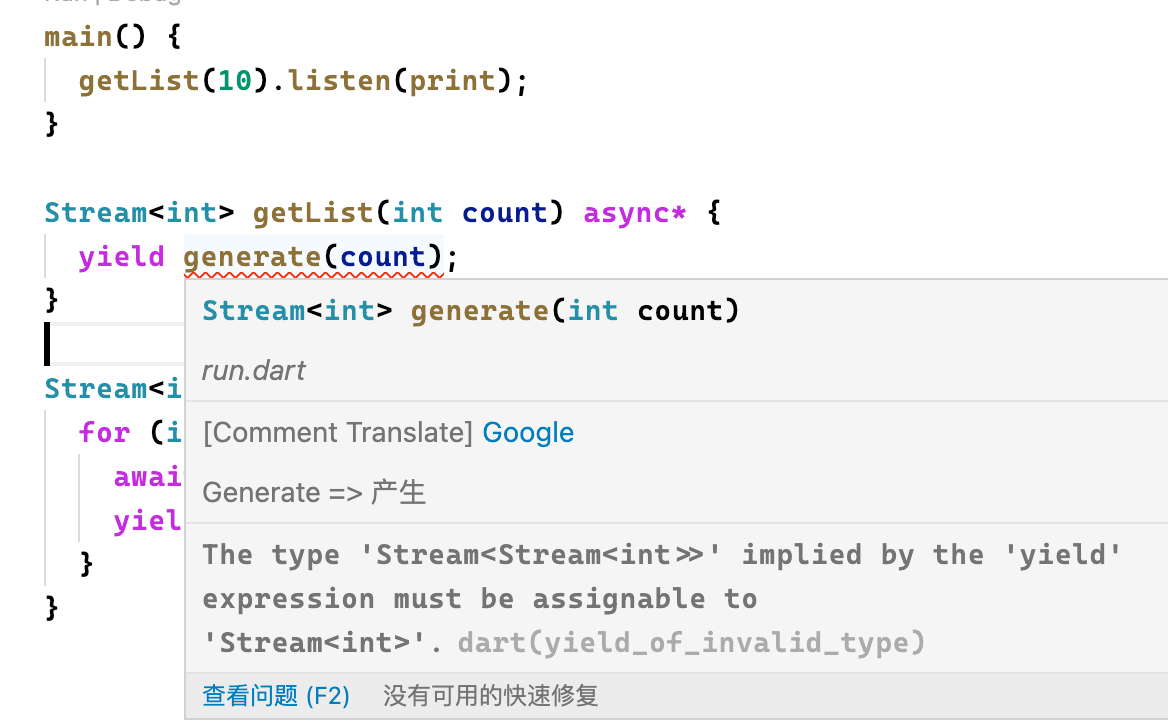 main() {
  getList(10).listen(print);
}
Stream<int> getList(int count) async* {
  yield generate(count);
}
Stream<int> generate(int count)
run.dart
Stream<i
[Comment Translate] Google
  for (i
Generate => 产生
    awai
    yiel
The type 'Stream<Stream<int>>' implied by the 'yield'
  }
expression must be assignable to
}
'Stream<int>'. dart(yield_of_invalid_type)
查看问题 (F2) 没有可用的快速修复